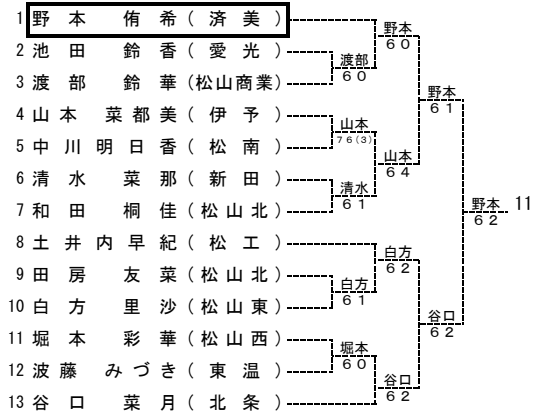 1 野本 侑希(済美)
2 池田 鈴香(愛光)
3 渡部 鈴華(松山商業)
4 山本 菜都美(伊予)
5 中川明日香(松南)
6 清水 菜那(新田)
7 和田 桐佳(松山北)
8 土井内早紀(松工)
9 田房 友菜(松山北)
10 白方 里沙(松山東)
11 堀本 彩華(松山西)
12 波藤 みづき(東温)
13 谷口 菜月(北条)
渡部
60
山本
76(3)
清水
61
白方
61
堀本
60
野本
60
山本
64
白方
62
谷口
62
野本
61
谷口
62
野本 11
62